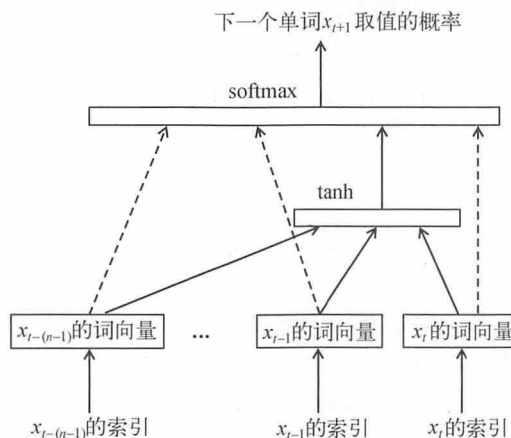 下一个单词x_{t+1}取值的概率
softmax
tanh
x_{t-(n-1)}的词向量 ... x_{t-1}的词向量 x_t的词向量
x_{t-(n-1)}的索引 x_{t-1}的索引 x_t的索引